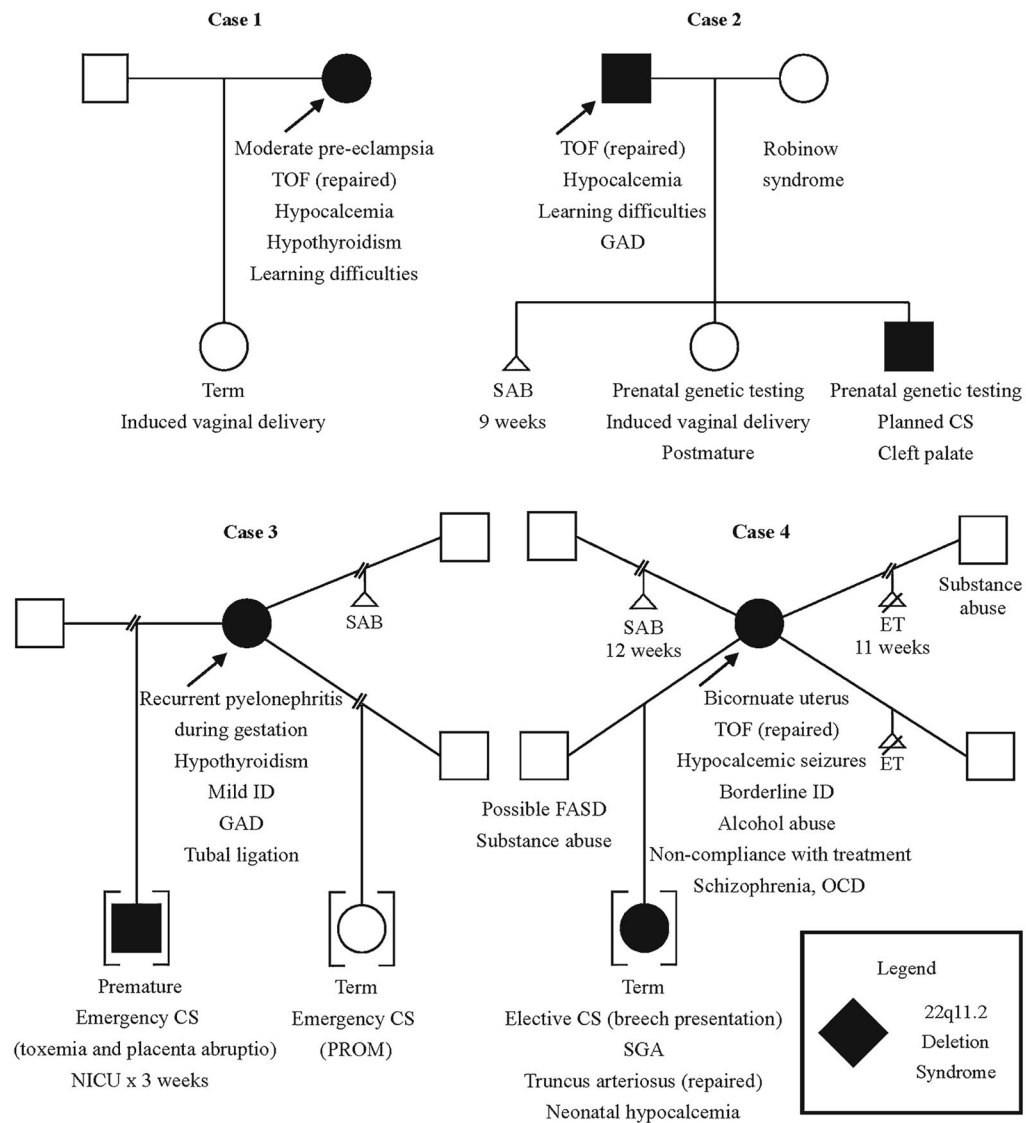 Case 1
Moderate pre-eclampsia
TOF (repaired)
Hypocalcemia
Hypothyroidism
Learning difficulties
Term
Induced vaginal delivery
Case 2
TOF (repaired)
Hypocalcemia
Learning difficulties
GAD
Robinow
syndrome
SAB
9 weeks
Prenatal genetic testing
Induced vaginal delivery
Postmature
Prenatal genetic testing
Planned CS
Cleft palate
Case 3
SAB
Recurrent pyelonephritis
during gestation
Hypothyroidism
Mild ID
GAD
Tubal ligation
Premature
Emergency CS
(toxemia and placenta abruptio)
NICU x 3 weeks
Term
Emergency CS
(PROM)
Case 4
SAB
12 weeks
ET
11 weeks
Substance
abuse
Bicornuate uterus
TOF (repaired)
Hypocalcemic seizures
Borderline ID
Alcohol abuse
Non-compliance with treatment
Schizophrenia, OCD
ET
Possible FASD
Substance abuse
Term
Elective CS (breech presentation)
SGA
Truncus arteriosus (repaired)
Neonatal hypocalcemia
Legend
22q11.2
Deletion
Syndrome